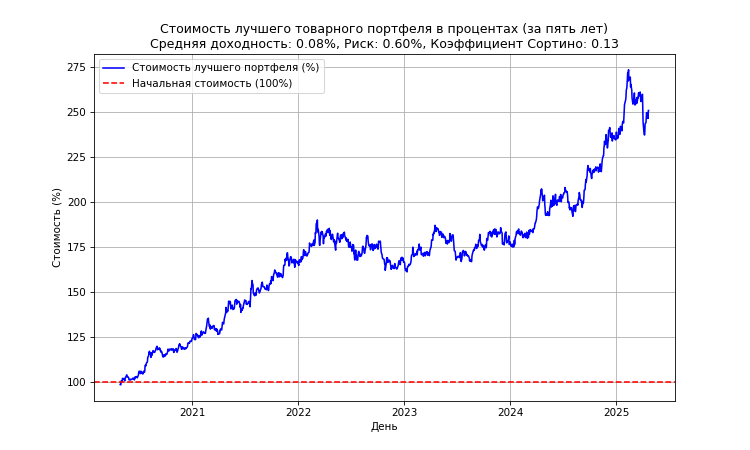 Стоимость лучшего товарного портфеля в процентах (за пять лет)
Средняя доходность: 0.08%, Риск: 0.60%, Коэффициент Сортино: 0.13
Стоимость лучшего портфеля (%)
Начальная стоимость (100%)
Стоимость (%)
275
250
225
200
175
150
125
100
2021
2022
2023
2024
2025
День